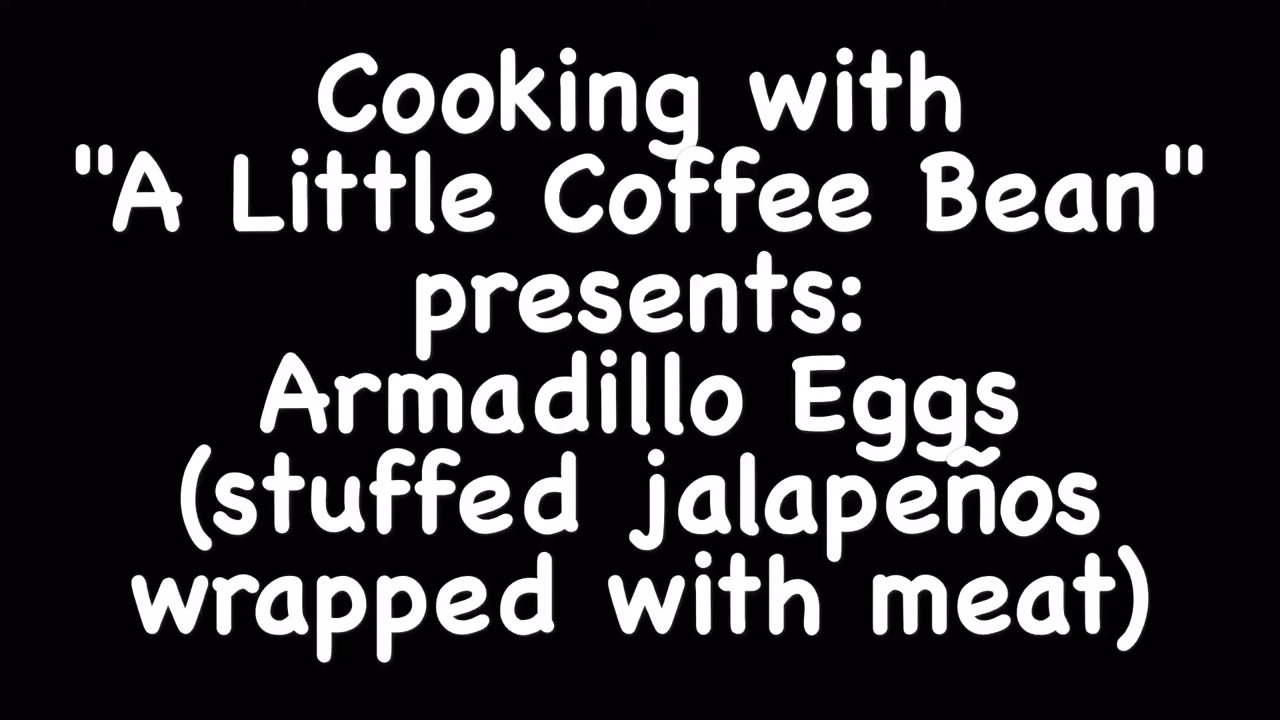 Cooking with
"A Little Coffee Bean"
presents:
Armadillo Eggs
(stuffed jalapeños
wrapped with meat)